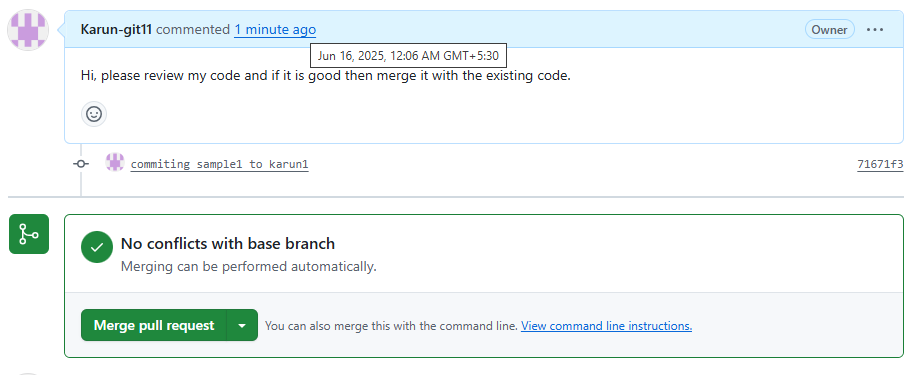 Karun-git11 commented 1 minute ago Owner
Jun 16, 2025, 12:06 AM GMT+5:30
Hi, please review my code and if it is good then merge it with the existing code.
commiting sample1 to karun1 71671f3
No conflicts with base branch
Merging can be performed automatically.
Merge pull request You can also merge this with the command line. View command line instructions.